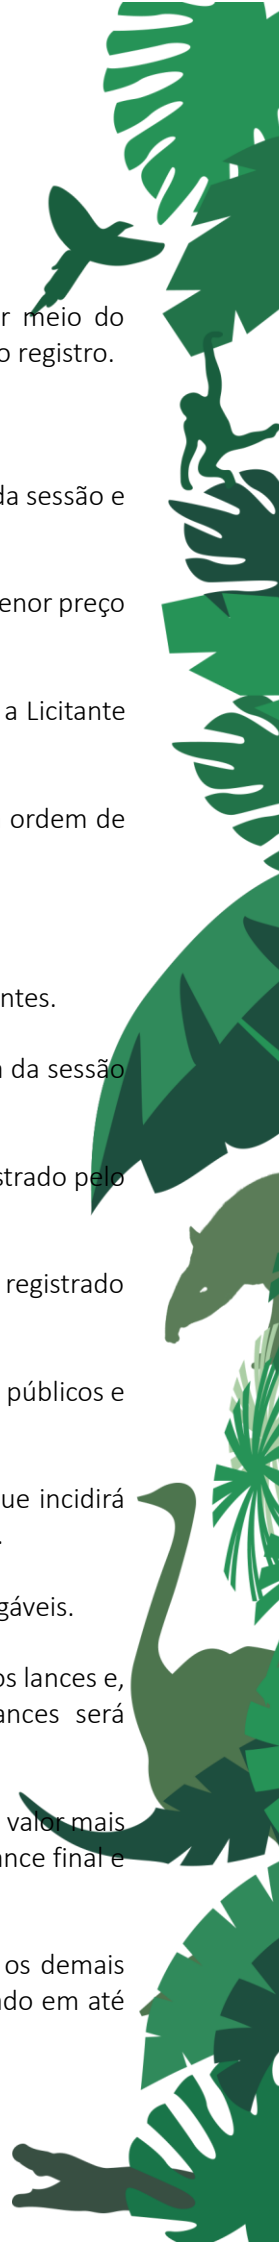 r meio do
o registro.
da sessão e
enor preço
a Licitante
ordem de
ntes.
da sessão
strado pelo
registrado
públicos e
ue incidirá
.
gáveis.
os lances e,
ances será
valor mais
ance final e
os demais
do em até